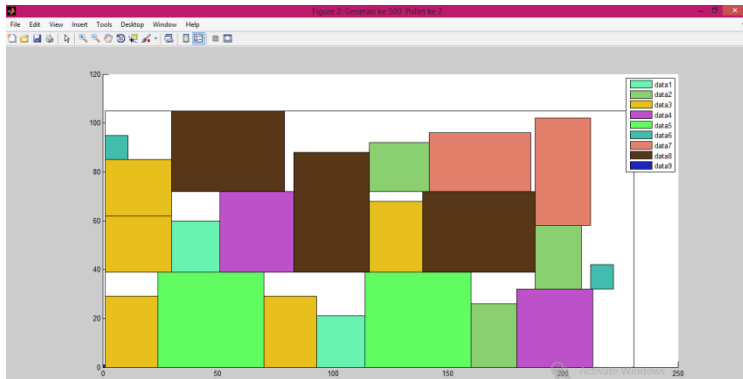 Figure 2: Generasi ke 500 Pallet ke 2
File Edit View Insert Tools Desktop Window Help
120
100
80
60
40
20
0
0 50 100 150 200 250
data1
data2
data3
data4
data5
data6
data7
data8
data9
Activate Windows